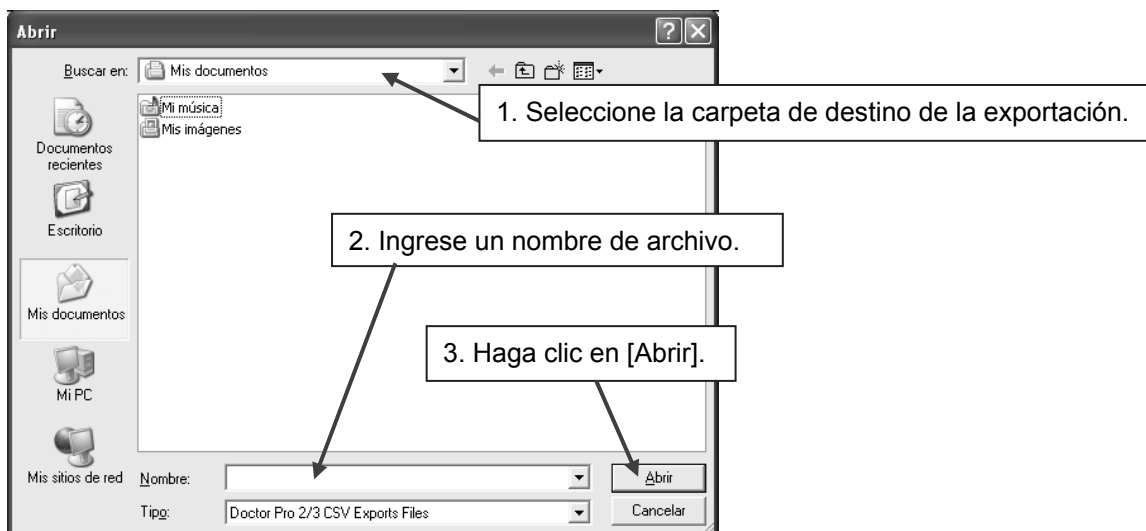 Abrir
Buscar en: Mis documentos
1. Seleccione la carpeta de destino de la exportación.
Mi música
Mis imágenes
Documentos
recientes
Escritorio
2. Ingrese un nombre de archivo.
Mis documentos
3. Haga clic en [Abrir].
Mi PC
Mis sitios de red
Nombre:
Abrir
Tipo: Doctor Pro 2/3 CSV Exports Files
Cancelar